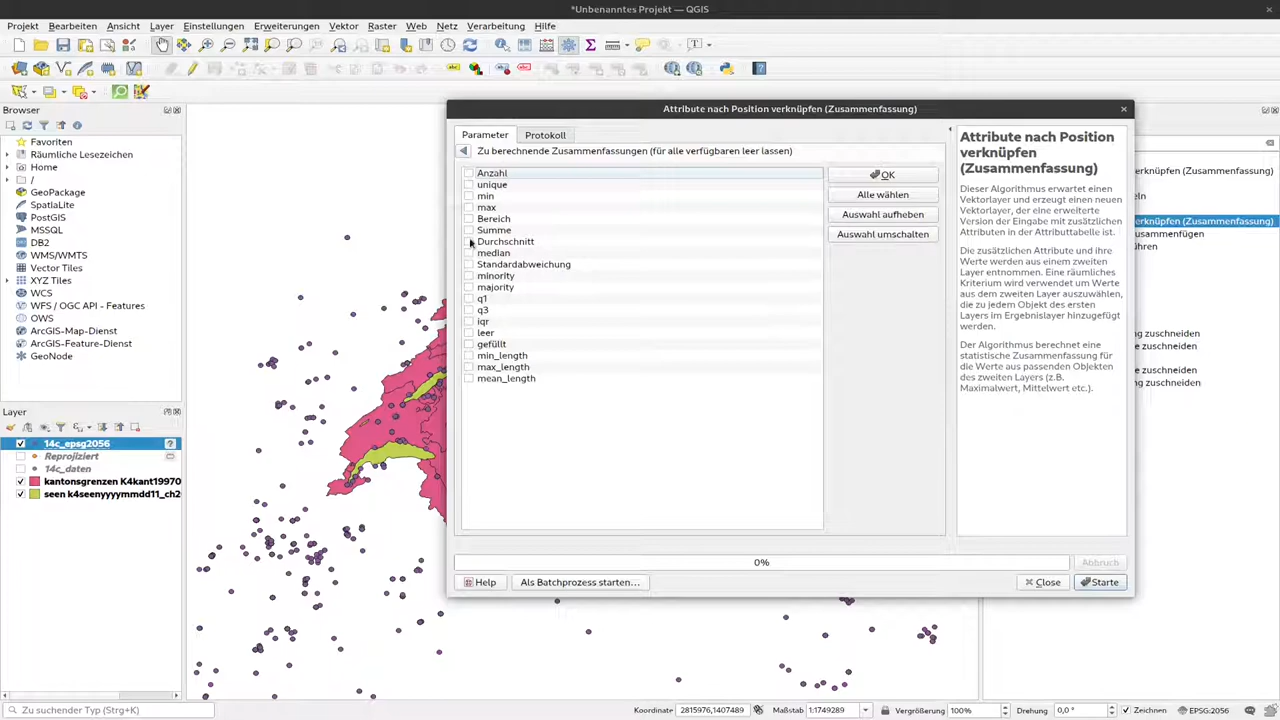 *Unbenanntes Projekt — QGIS
Projekt Bearbeiten Ansicht Layer Einstellungen Erweiterungen Vektor Raster Web Netz Verarbeitung Hilfe
Browser
Favoriten
Räumliche Lesezeichen
Home
/
GeoPackage
SpatiaLite
PostGIS
MSSQL
DB2
WMS/WMTS
Vector Tiles
XYZ Tiles
WCS
WFS / OGC API - Features
OWS
ArcGIS-Map-Dienst
ArcGIS-Feature-Dienst
GeoNode
Layer
14c_epsg2056
Reprojiziert
14c_daten
kantonsgrenzen K4kant19970
seen k4seenyyyymmdd11_ch2
Attribute nach Position verknüpfen (Zusammenfassung)
Parameter Protokoll
Zu berechnende Zusammenfassungen (für alle verfügbaren leer lassen)
Anzahl
unique
min
max
Bereich
Summe
Durchschnitt
median
Standardabweichung
minority
majority
q1
q3
iqr
leer
gefüllt
min_length
max_length
mean_length
OK
Alle wählen
Auswahl aufheben
Auswahl umschalten
Attribute nach Position
verknüpfen
(Zusammenfassung)
Dieser Algorithmus erwartet einen
Vektorlayer und erzeugt einen neuen
Vektorlayer, der eine erweiterte
Version der Eingabe mit zusätzlichen
Attributen in der Attributtabelle ist.
Die zusätzlichen Attribute und ihre
Werte werden aus einem zweiten
Layer entnommen. Eine räumliches
Kriterium wird verwendet um Werte
aus dem zweiten Layer auszuwählen,
die zu jedem Objekt des ersten
Layers im Ergebnislayer hinzugefügt
werden.
Der Algorithmus berechnet eine
statistische Zusammenfassung für
die Werte aus passenden Objekten
des zweiten Layers (z.B.
Maximalwert, Mittelwert etc.).
0%
Abbruch
Help
Als Batchprozess starten…
Close
Starte
erknüpfen (Zusammenfassung)
eln
erknüpfen (Zusammenfassung)
usammenfügen
ühren
ng zuschneiden
e zuschneiden
e zuschneiden
ng zuschneiden
Zu suchender Typ (Strg+K)
Koordinate 2815976,1407489 Maßstab 1:1749289 Vergrößerung 100% Drehung 0,0 ° Zeichnen EPSG:2056